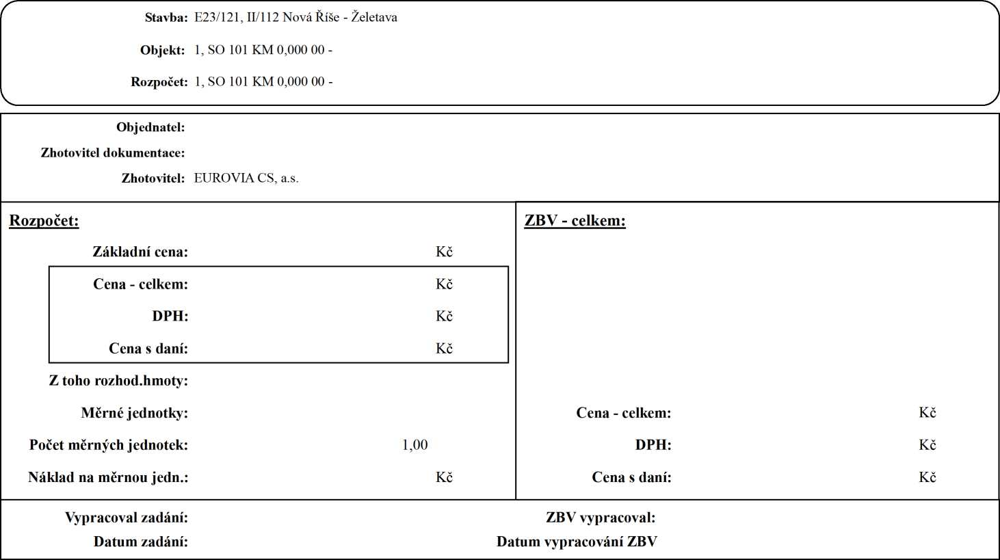 Stavba: E23/121, II/112 Nová Říše - Želetava
Objekt: 1, SO 101 KM 0,000 00 -
Rozpočet: 1, SO 101 KM 0,000 00 -
Objednatel:
Zhotovitel dokumentace:
Zhotovitel: EUROVIA CS, a.s.
Rozpočet:
Základní cena: Kč
Cena - celkem: Kč
DPH: Kč
Cena s daní: Kč
Z toho rozhod.hmoty:
Měrné jednotky:
Počet měrných jednotek: 1,00
Náklad na měrnou jedn.: Kč
ZBV - celkem:
Cena - celkem: Kč
DPH: Kč
Cena s daní: Kč
Vypracoval zadání: ZBV vypracoval:
Datum zadání: Datum vypracování ZBV